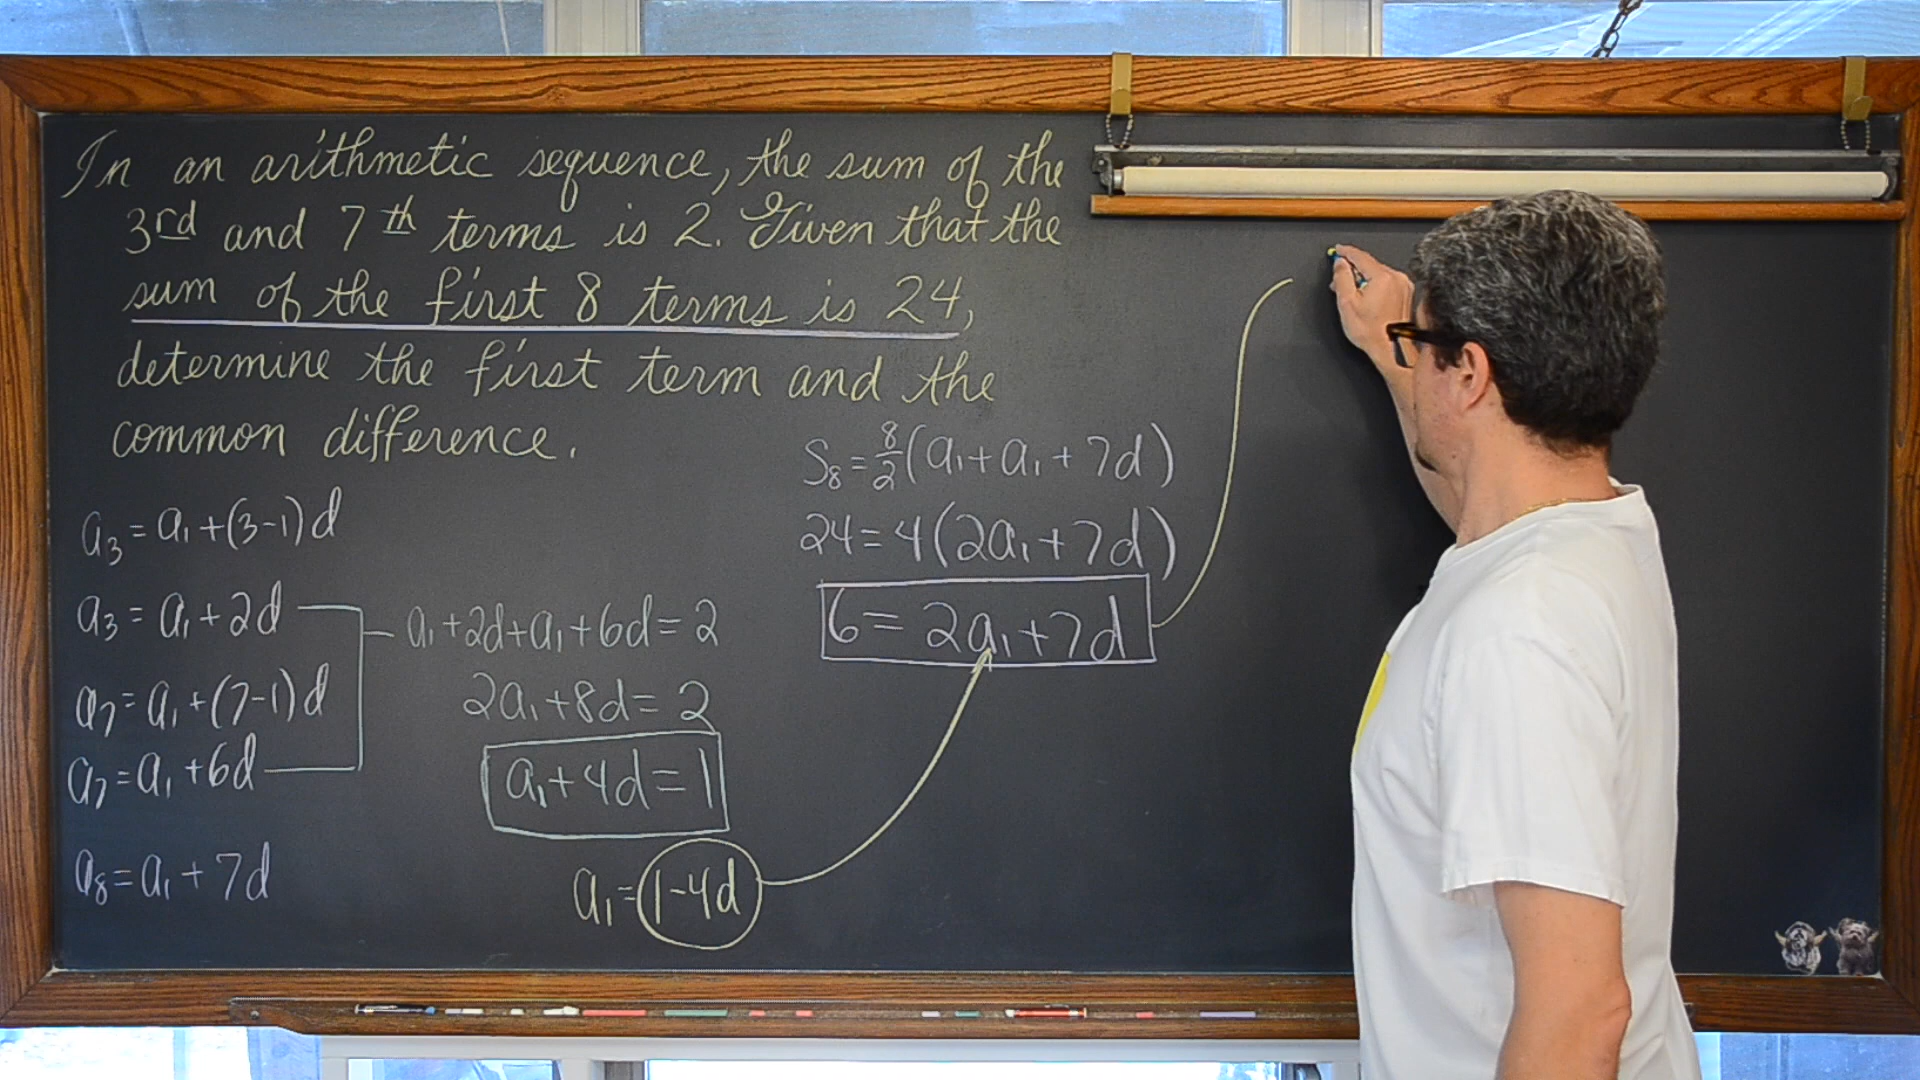 In an arithmetic sequence, the sum of the
3rd and 7th terms is 2. Given that the
sum of the first 8 terms is 24,
determine the first term and the
common difference.
a₃ = a₁ + (3-1)d
a₃ = a₁ + 2d
a₇ = a₁ + (7-1)d
a₇ = a₁ + 6d
a₈ = a₁ + 7d
a₁ + 2d + a₁ + 6d = 2
2a₁ + 8d = 2
a₁ + 4d = 1
a₁ = 1-4d
S₈ = 8/2 (a₁ + a₁ + 7d)
24 = 4(2a₁ + 7d)
6 = 2a₁ + 7d